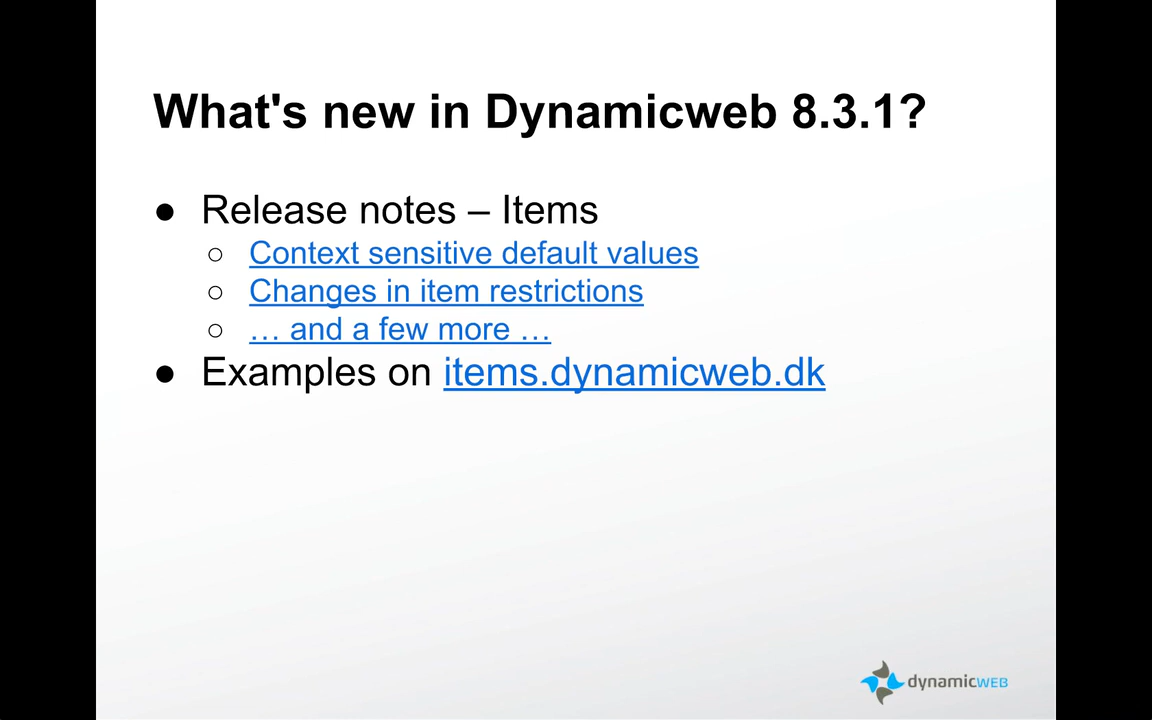 What's new in Dynamicweb 8.3.1?
● Release notes – Items
○ Context sensitive default values
○ Changes in item restrictions
○ … and a few more …
● Examples on items.dynamicweb.dk
dynamicWEB